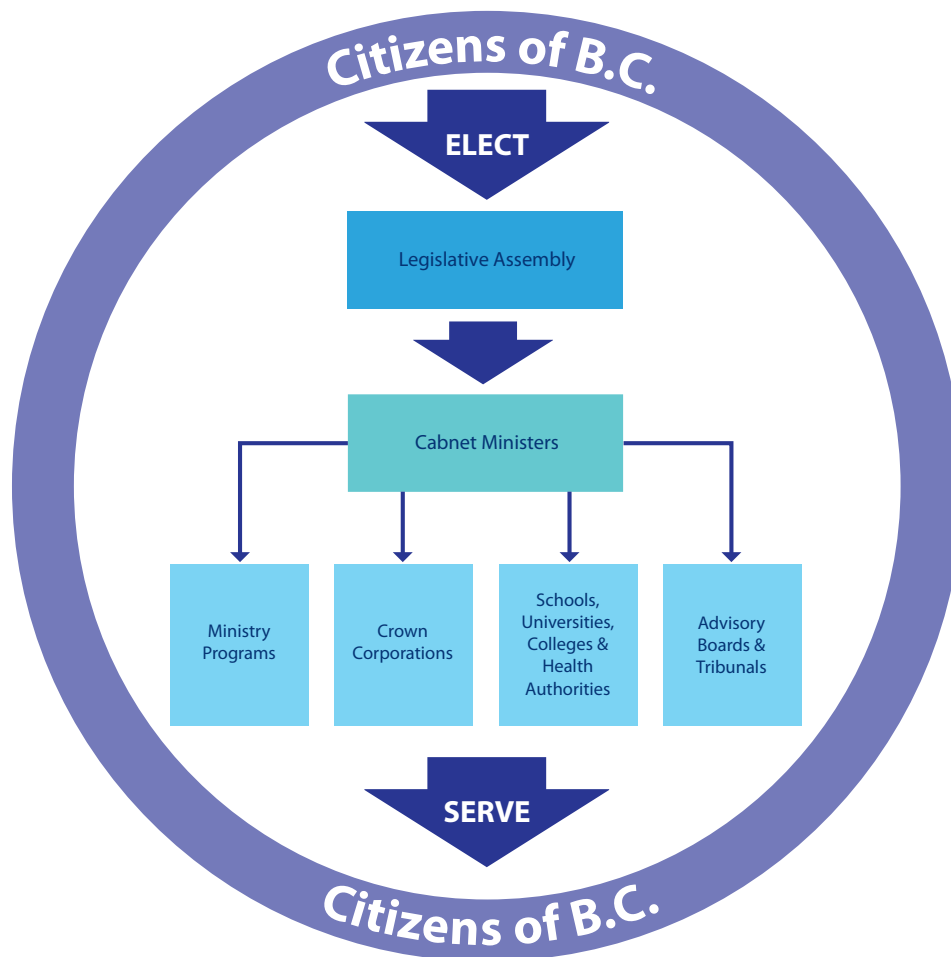 Citizens of B.C.
ELECT
Legislative Assembly
Cabnet Ministers
Ministry
Programs
Crown
Corporations
Schools,
Universities,
Colleges &
Health
Authorities
Advisory
Boards &
Tribunals
SERVE
Citizens of B.C.